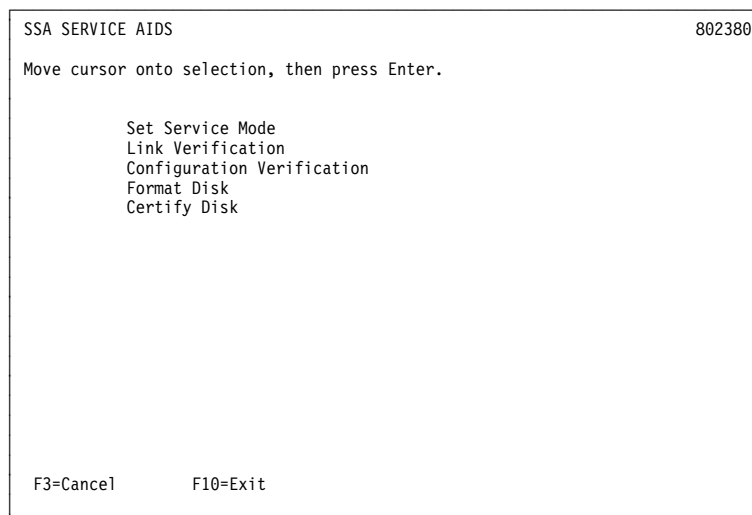 SSA SERVICE AIDS 802380
Move cursor onto selection, then press Enter.
Set Service Mode
Link Verification
Configuration Verification
Format Disk
Certify Disk
F3=Cancel F10=Exit